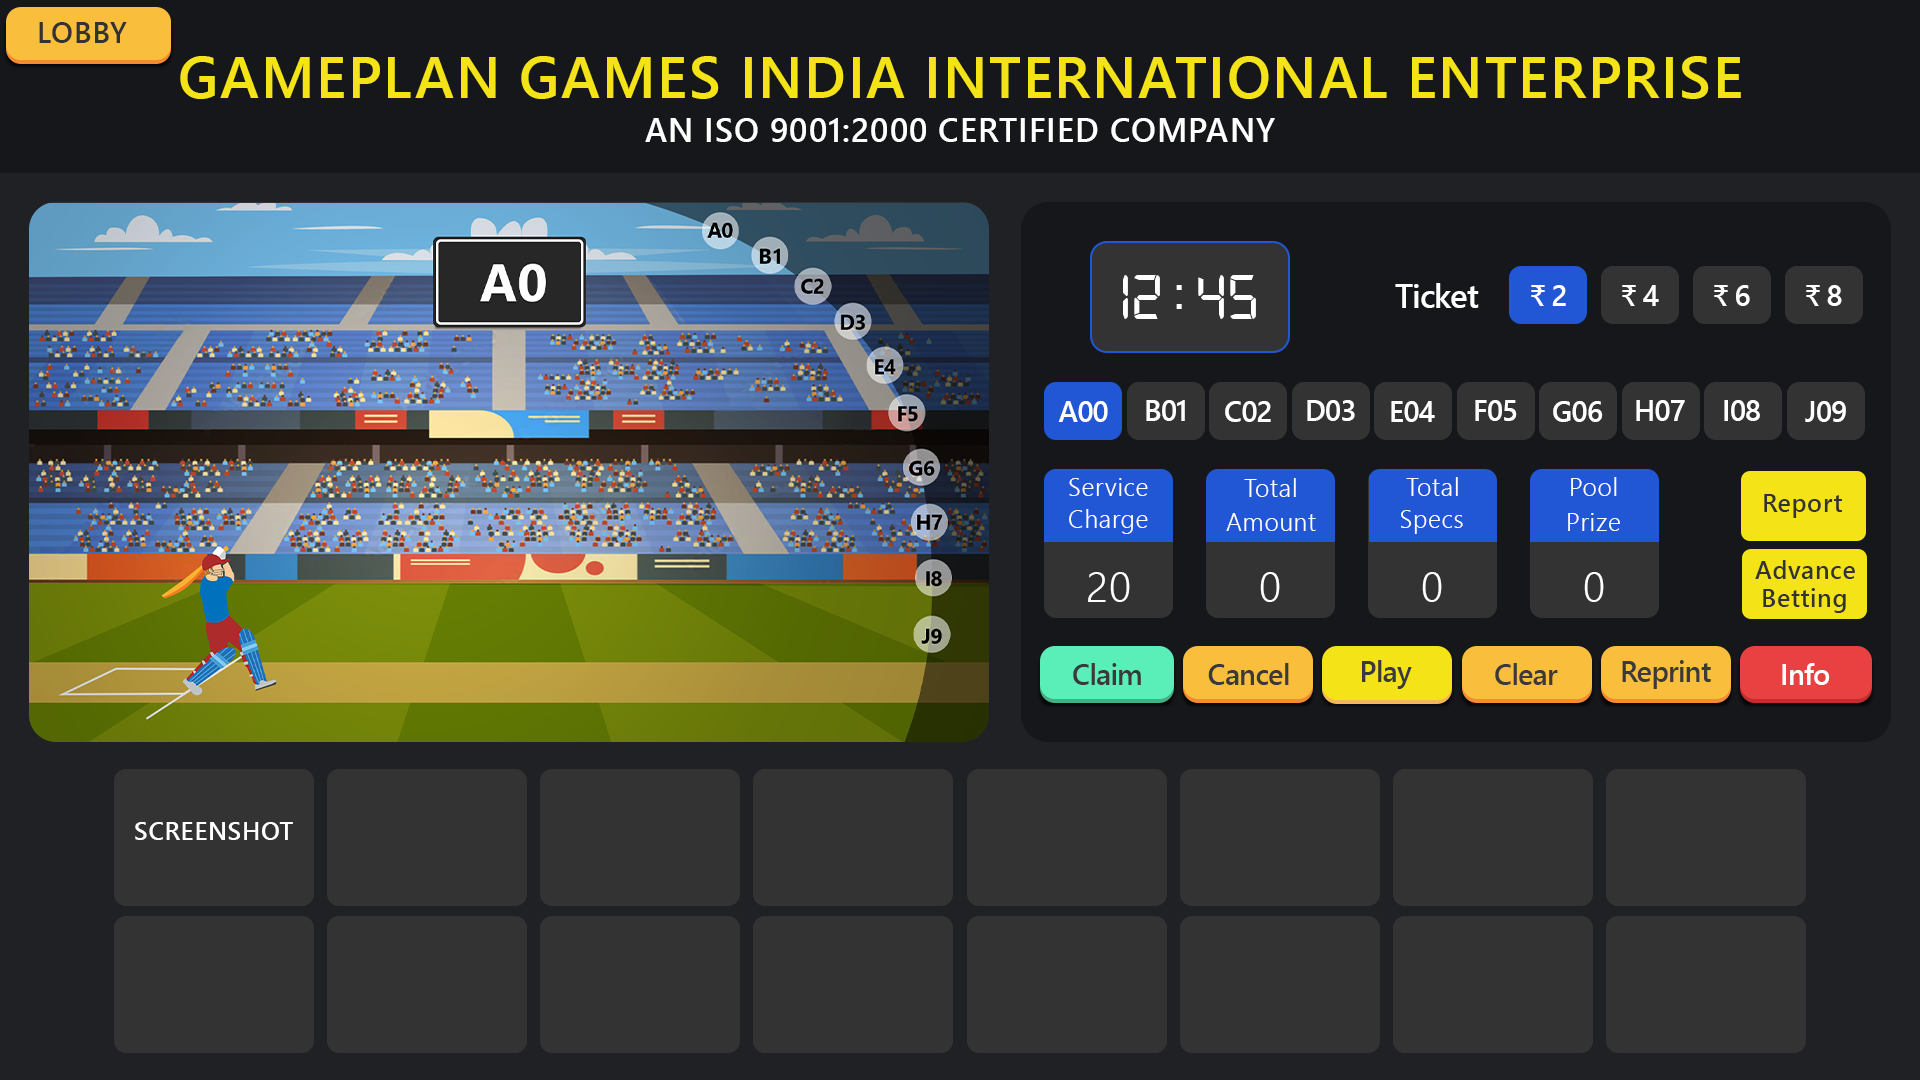 LOBBY
GAMEPLAN GAMES INDIA INTERNATIONAL ENTERPRISE
AN ISO 9001:2000 CERTIFIED COMPANY
A0
A0
B1
C2
D3
E4
F5
G6
H7
I8
J9
12:45
Ticket ₹ 2 ₹ 4 ₹ 6 ₹ 8
A00 B01 C02 D03 E04 F05 G06 H07 I08 J09
Service Charge
20
Total Amount
0
Total Specs
0
Pool Prize
0
Report
Advance Betting
Claim Cancel Play Clear Reprint Info
SCREENSHOT